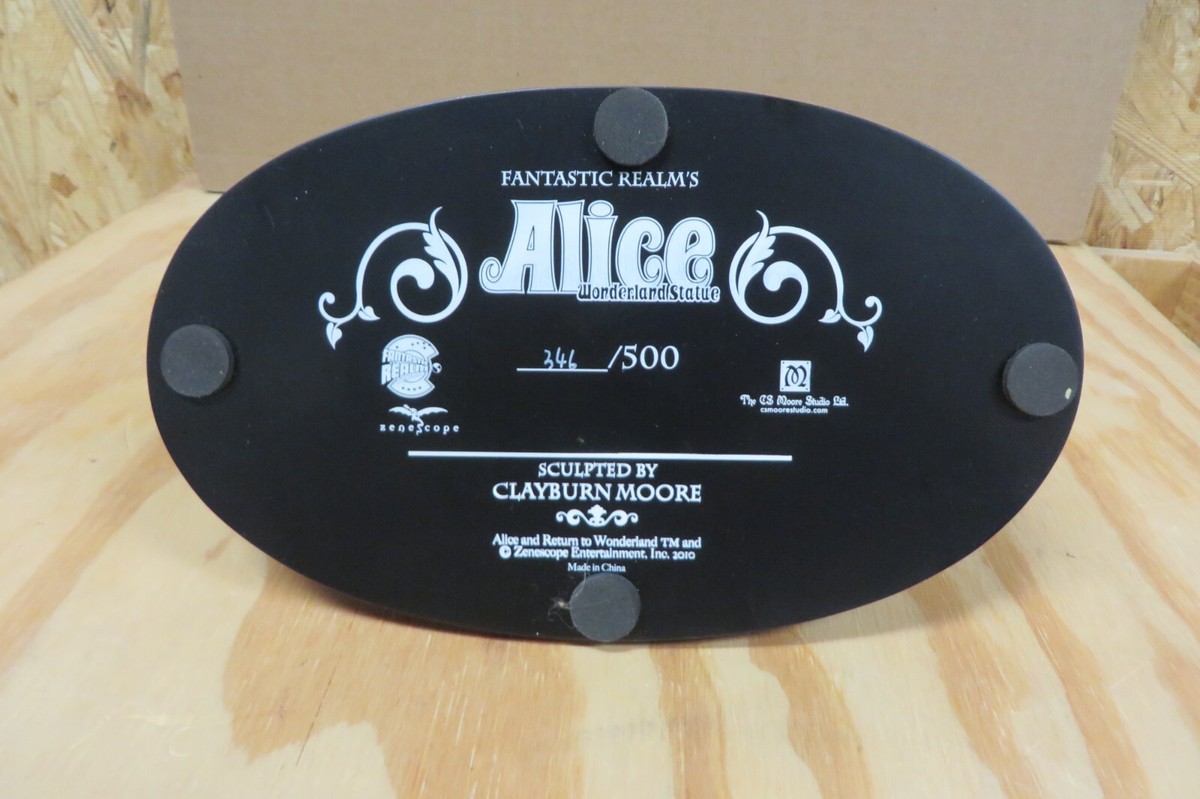 FANTASTIC REALM'S
Alice
Wonderland Statue
FANTASTIC
REALM'S
zenescope
346/500
The CS Moore Studio Ltd.
csmoorestudio.com
SCULPTED BY
CLAYBURN MOORE
Alice and Return to Wonderland TM and
© Zenescope Entertainment, Inc. 2010
Made in China